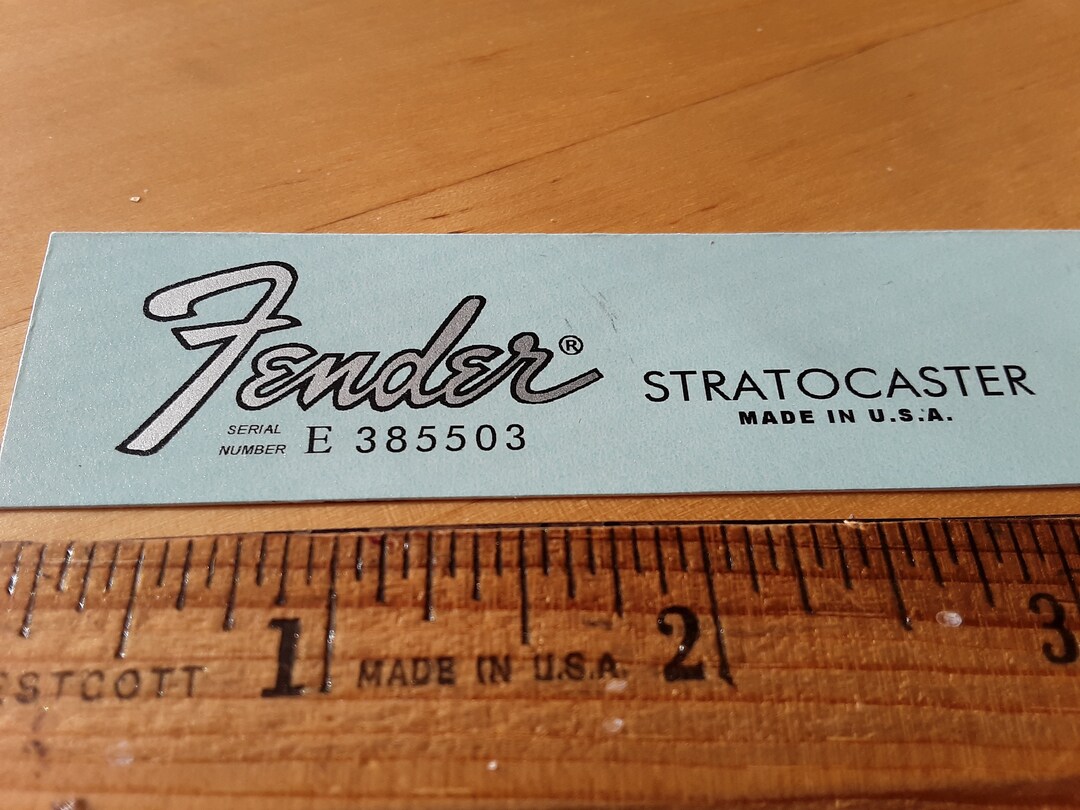 Fender®
STRATOCASTER
MADE IN U.S.A.
SERIAL
NUMBER E 385503
1 2 3
ESTCOTT MADE IN U.S.A.